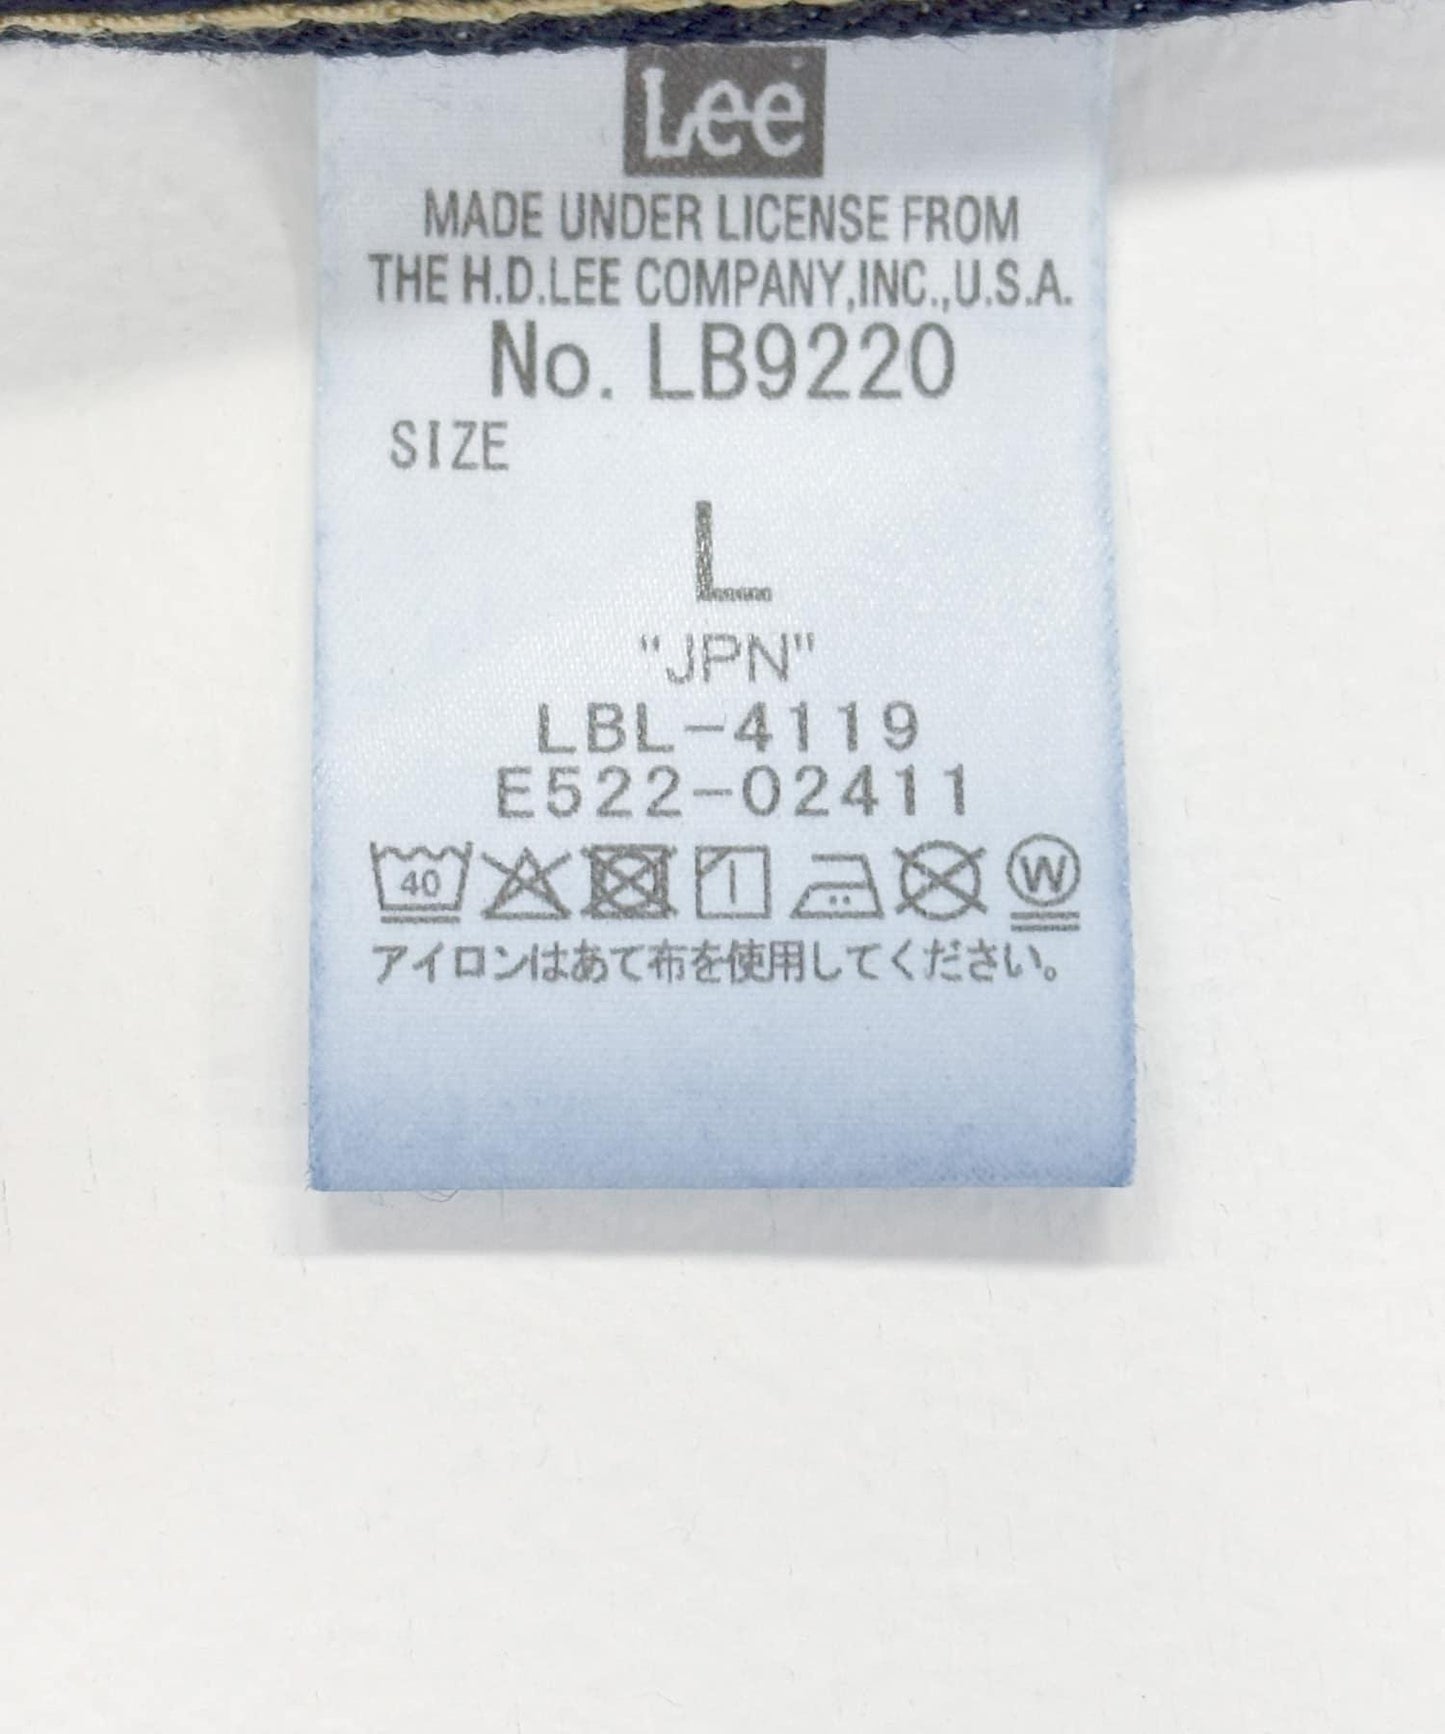 Lee
MADE UNDER LICENSE FROM
THE H.D.LEE COMPANY,INC.,U.S.A.
No. LB9220
SIZE
L
"JPN"
LBL-4119
E522-02411
40 W
アイロンはあて布を使用してください。